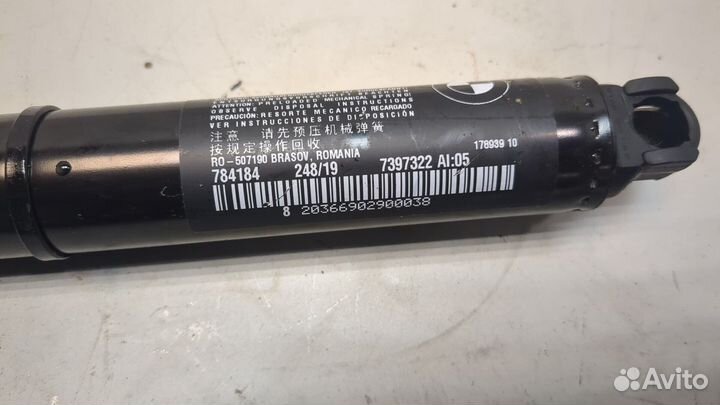 ATTENTION: PRELOADED MECHANICAL SPRING!
OBSERVE DISPOSAL INSTRUCTIONS
PRECAUCIÓN: RESORTE MECANICO RECARGADO
VER INSTRUCCIONES DE DISPOSICIÓN
注意 请先预压机械弹簧
按规定操作回收
RO-507190 BRASOV, ROMANIA
178939 10
784184 248/19 7397322 AI:05
8 20366902900038
Avito